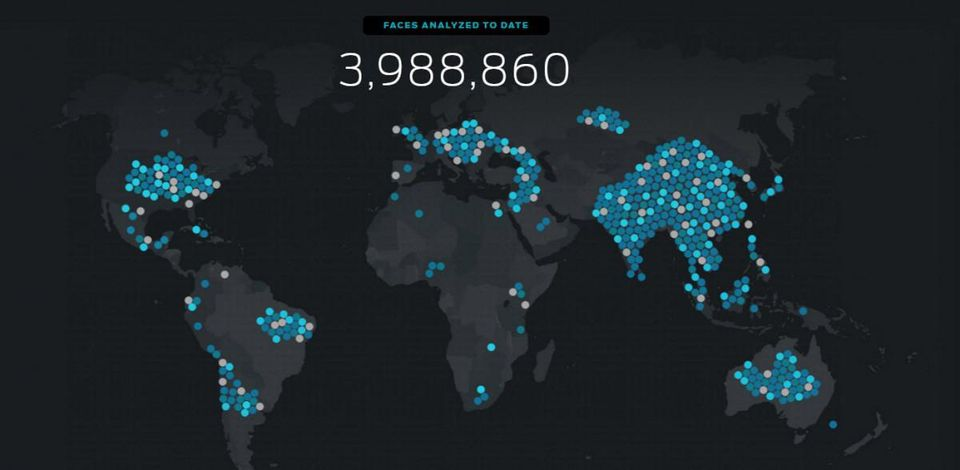 FACES ANALYZED TO DATE
3,988,860